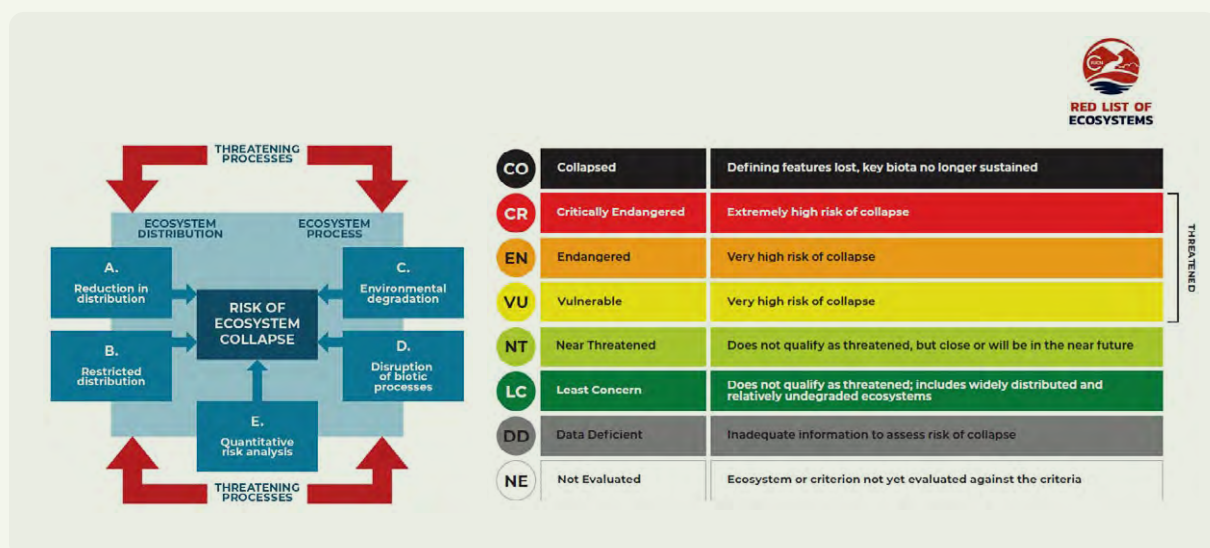 IUCN
RED LIST OF
ECOSYSTEMS
THREATENING
PROCESSES
ECOSYSTEM
DISTRIBUTION
ECOSYSTEM
PROCESS
A.
Reduction in
distribution
B.
Restricted
distribution
RISK OF
ECOSYSTEM
COLLAPSE
C.
Environmental
degradation
D.
Disruption
of biotic
processes
E.
Quantitative
risk analysis
THREATENING
PROCESSES
CO Collapsed Defining features lost, key biota no longer sustained
CR Critically Endangered Extremely high risk of collapse
EN Endangered Very high risk of collapse
VU Vulnerable Very high risk of collapse
NT Near Threatened Does not qualify as threatened, but close or will be in the near future
LC Least Concern Does not qualify as threatened; includes widely distributed and
relatively undegraded ecosystems
DD Data Deficient Inadequate information to assess risk of collapse
NE Not Evaluated Ecosystem or criterion not yet evaluated against the criteria
THREATENED